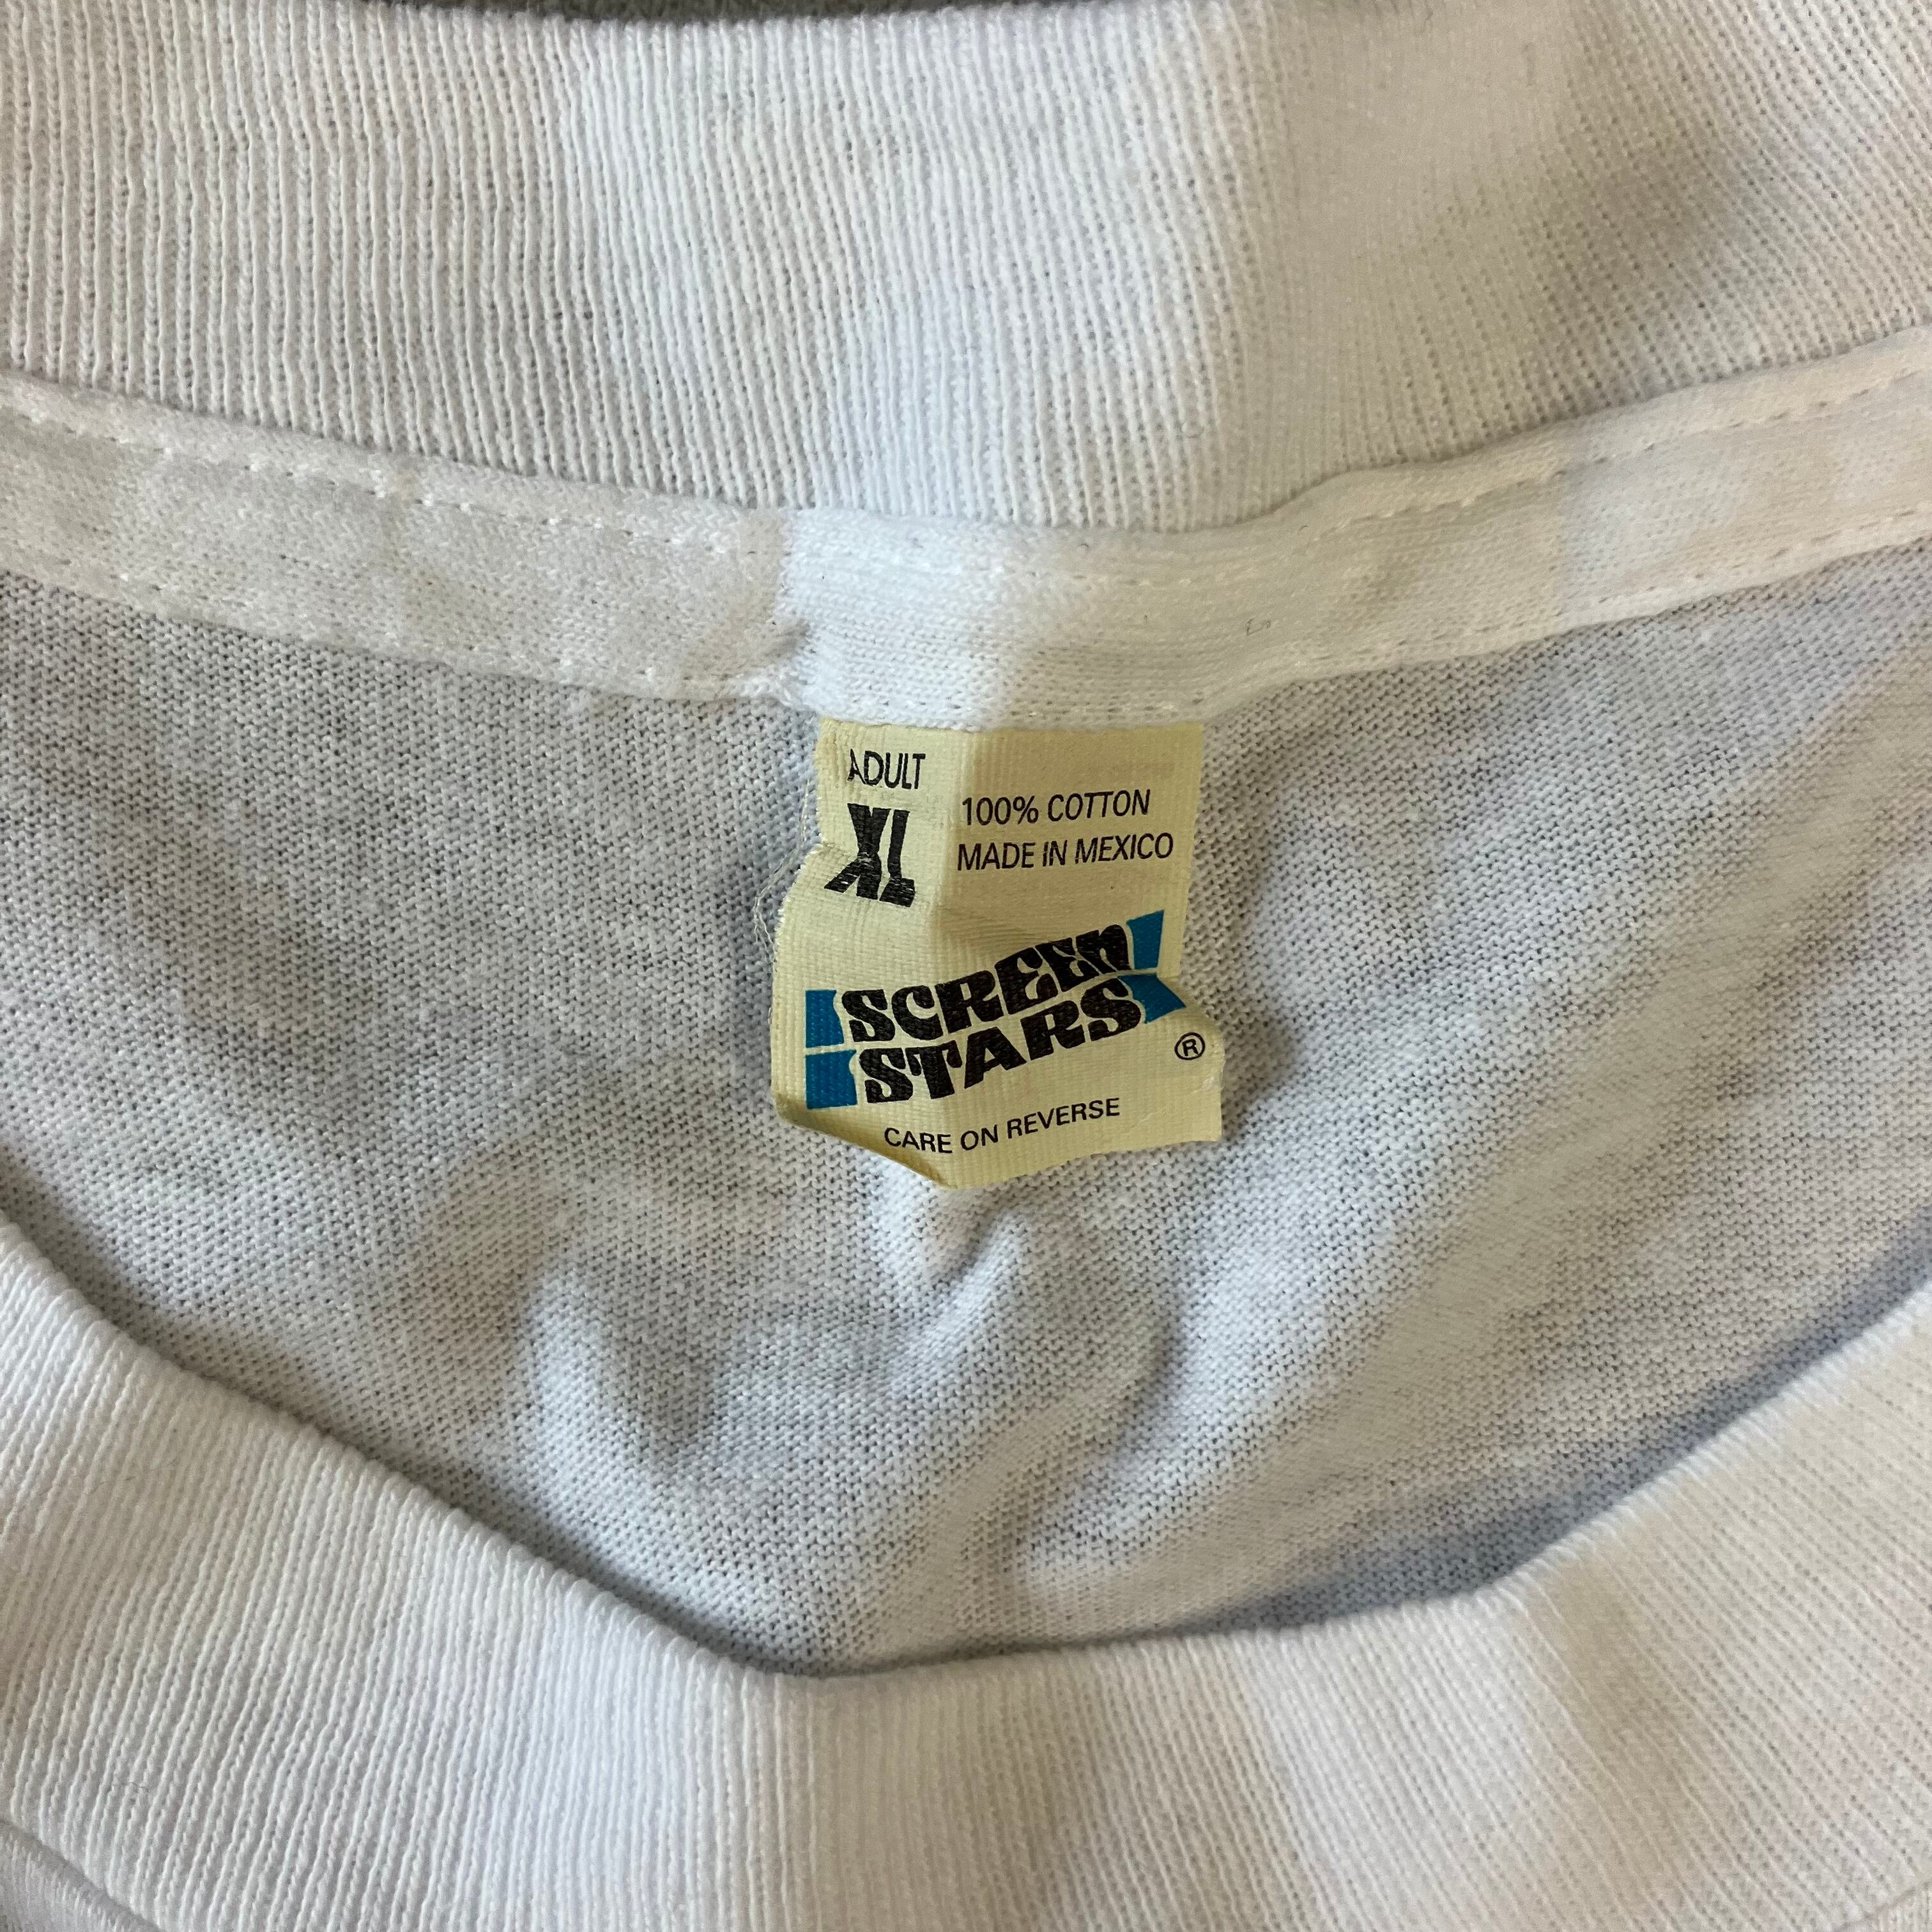 ADULT
XL
100% COTTON
MADE IN MEXICO
SCREEN
STARS
®
CARE ON REVERSE